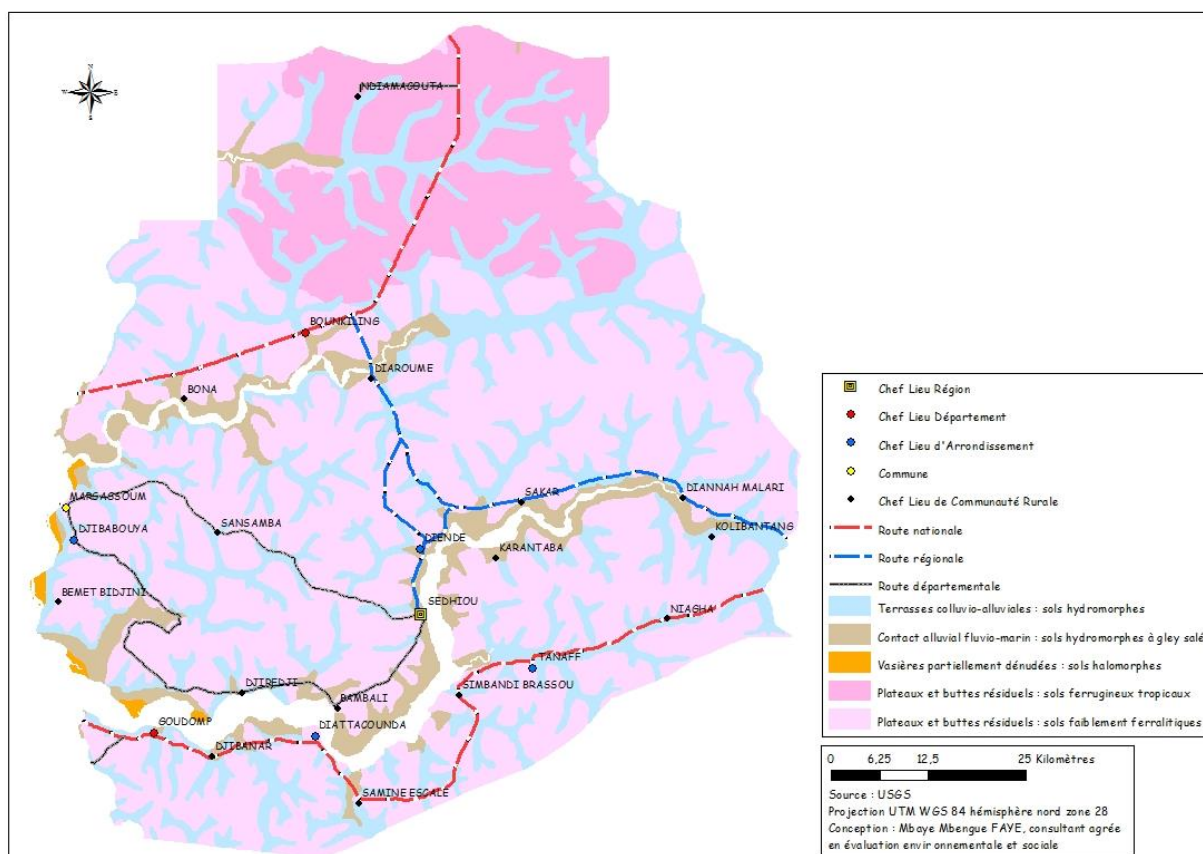 N
W
E
S
NDIAMACOUTA
BOUNKILING
DIAROUME
BONA
MARSASSOUM
DJIBABOUYA
SANSAMBA
SAKAR
DIANNAH MALARI
KOLIBANTANG
DIENDE
KARANTABA
BEMET BIDJINI
SEDHIOU
NIAGHA
TANAFF
SIMBANDI BRASSOU
DJIREDJI
BAMBALI
GOUDOMP
DIATTACOUNDA
DJIBANAR
SAMINE ESCALE
Chef Lieu Région
Chef Lieu Département
Chef Lieu d'Arrondissement
Commune
Chef Lieu de Communauté Rurale
Route nationale
Route régionale
Route départementale
Terrasses colluvio-alluviales : sols hydromorphes
Contact alluvial fluvio-marin : sols hydromorphes à gley salé
Vasières partiellement dénudées : sols halomorphes
Plateaux et buttes résiduels : sols ferrugineux tropicaux
Plateaux et buttes résiduels : sols faiblement ferralitiques
0 6,25 12,5 25 Kilomètres
Source : USGS
Projection UTM WGS 84 hémisphère nord zone 28
Conception : Mbaye Mbengue FAYE, consultant agrée
en évaluation envir onnementale et sociale